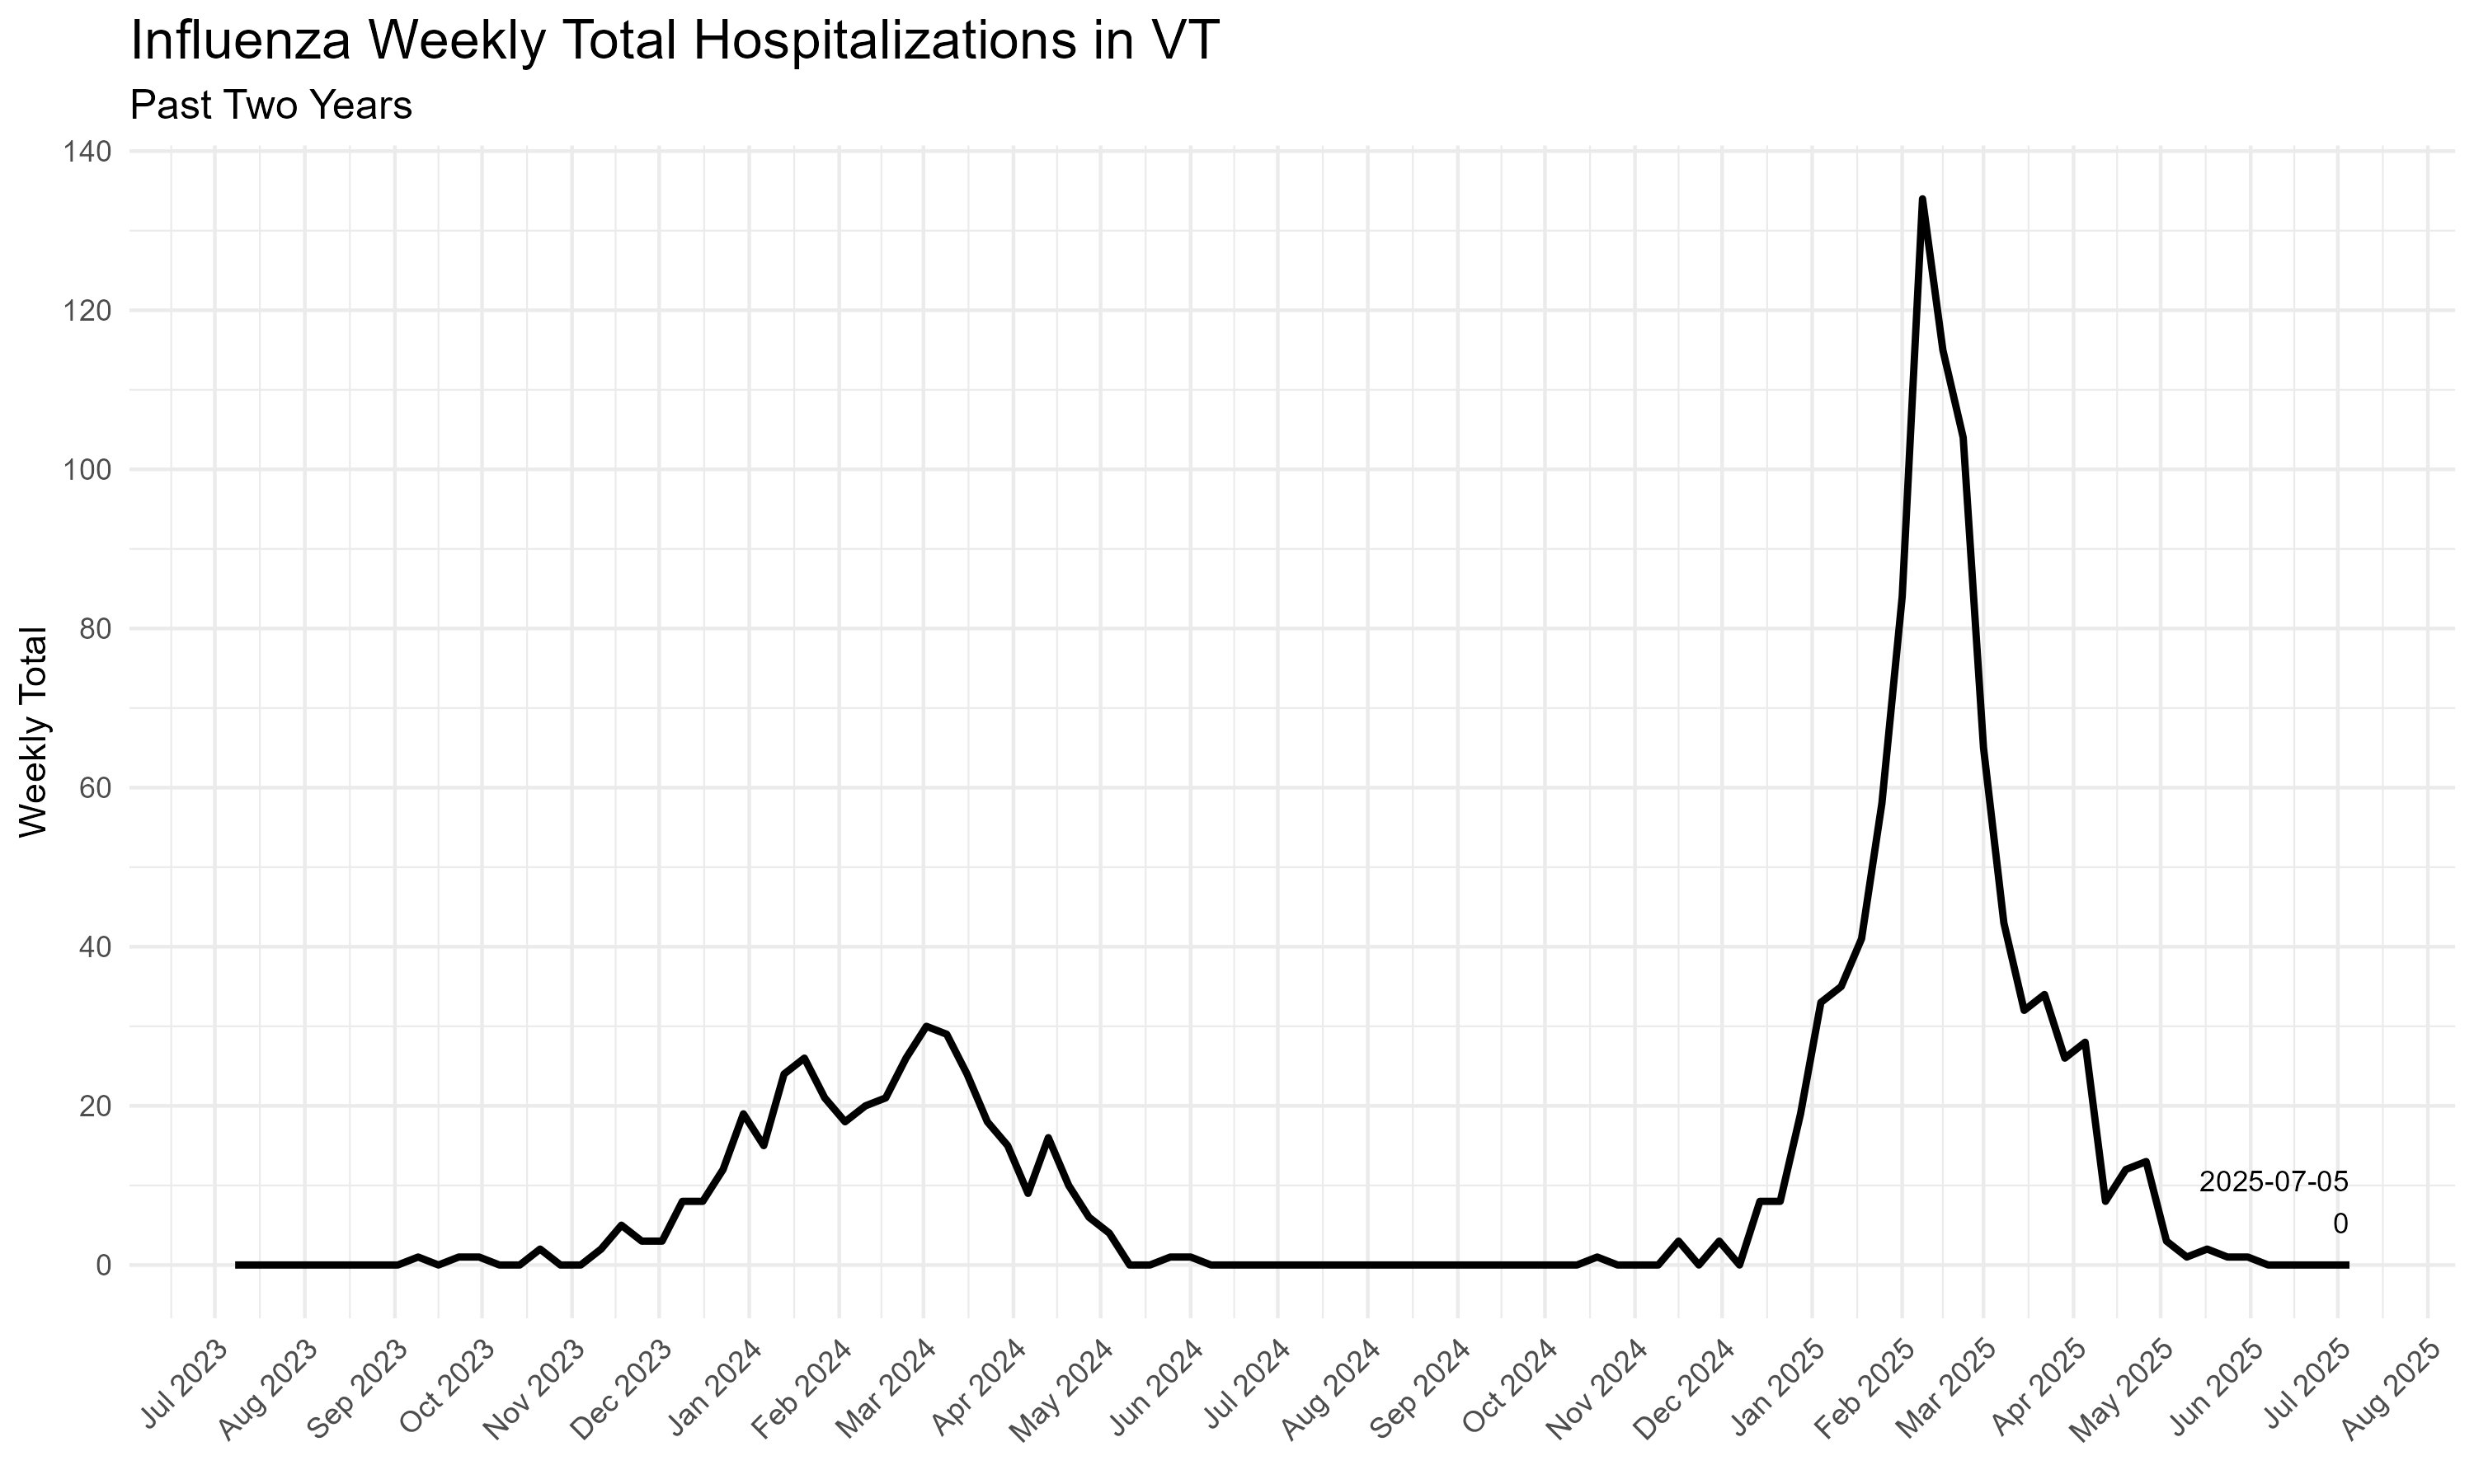 Influenza Weekly Total Hospitalizations in VT
Past Two Years
140
120
100
80
60
40
20
0
Weekly Total
2025-07-05
0
Jul 2023
Aug 2023
Sep 2023
Oct 2023
Nov 2023
Dec 2023
Jan 2024
Feb 2024
Mar 2024
Apr 2024
May 2024
Jun 2024
Jul 2024
Aug 2024
Sep 2024
Oct 2024
Nov 2024
Dec 2024
Jan 2025
Feb 2025
Mar 2025
Apr 2025
May 2025
Jun 2025
Jul 2025
Aug 2025